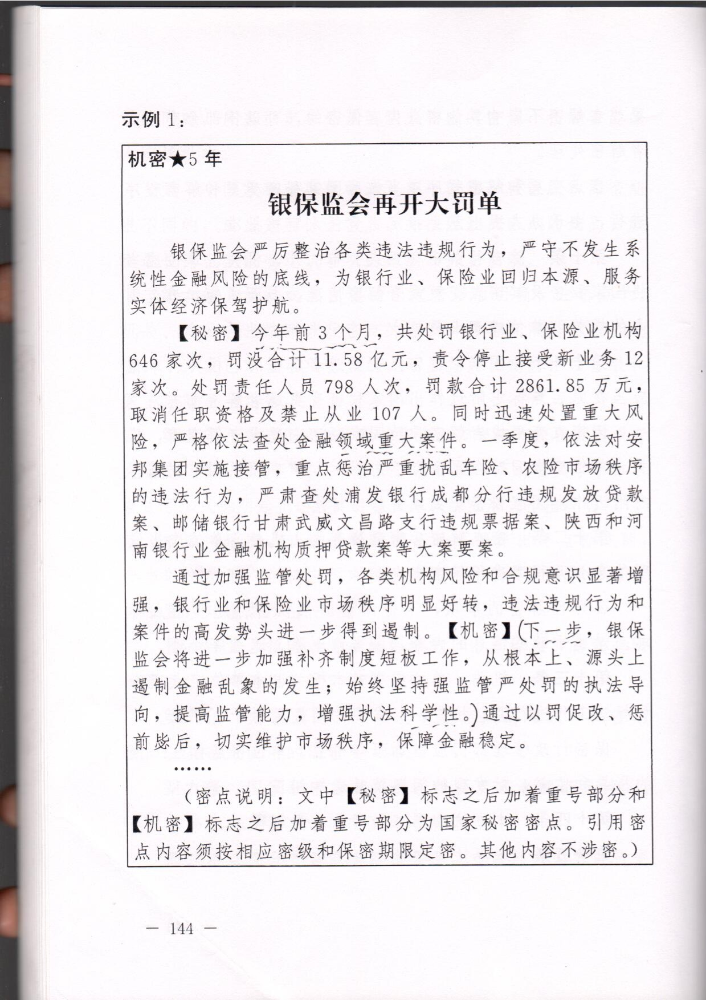 示例 1：
机密★5 年
银保监会再开大罚单
银保监会严厉整治各类违法违规行为，严守不发生系
统性金融风险的底线，为银行业、保险业回归本源、服务
实体经济保驾护航。
【秘密】今年前 3 个月，共处罚银行业、保险业机构
646 家次，罚没合计 11.58 亿元，责令停止接受新业务 12
家次。处罚责任人员 798 人次，罚款合计 2861.85 万元，
取消任职资格及禁止从业 107 人。同时迅速处置重大风
险，严格依法查处金融领域重大案件。一季度，依法对安
邦集团实施接管，重点惩治严重扰乱车险、农险市场秩序
的违法行为，严肃查处浦发银行成都分行违规发放贷款
案、邮储银行甘肃武威文昌路支行违规票据案、陕西和河
南银行业金融机构质押贷款案等大案要案。
通过加强监管处罚，各类机构风险和合规意识显著增
强，银行业和保险业市场秩序明显好转，违法违规行为和
案件的高发势头进一步得到遏制。【机密】(下一步，银保
监会将进一步加强补齐制度短板工作，从根本上、源头上
遏制金融乱象的发生；始终坚持强监管严处罚的执法导
向，提高监管能力，增强执法科学性。)通过以罚促改、惩
前毖后，切实维护市场秩序，保障金融稳定。
……
（密点说明：文中【秘密】标志之后加着重号部分和
【机密】标志之后加着重号部分为国家秘密密点。引用密
点内容须按相应密级和保密期限定密。其他内容不涉密。）
— 144 —